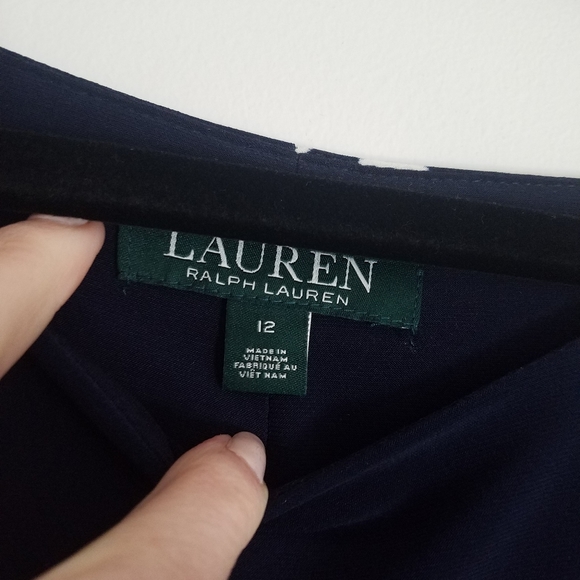 LAUREN
RALPH LAUREN
12
MADE IN
VIETNAM
FABRIQUÉ AU
VIÊT NAM